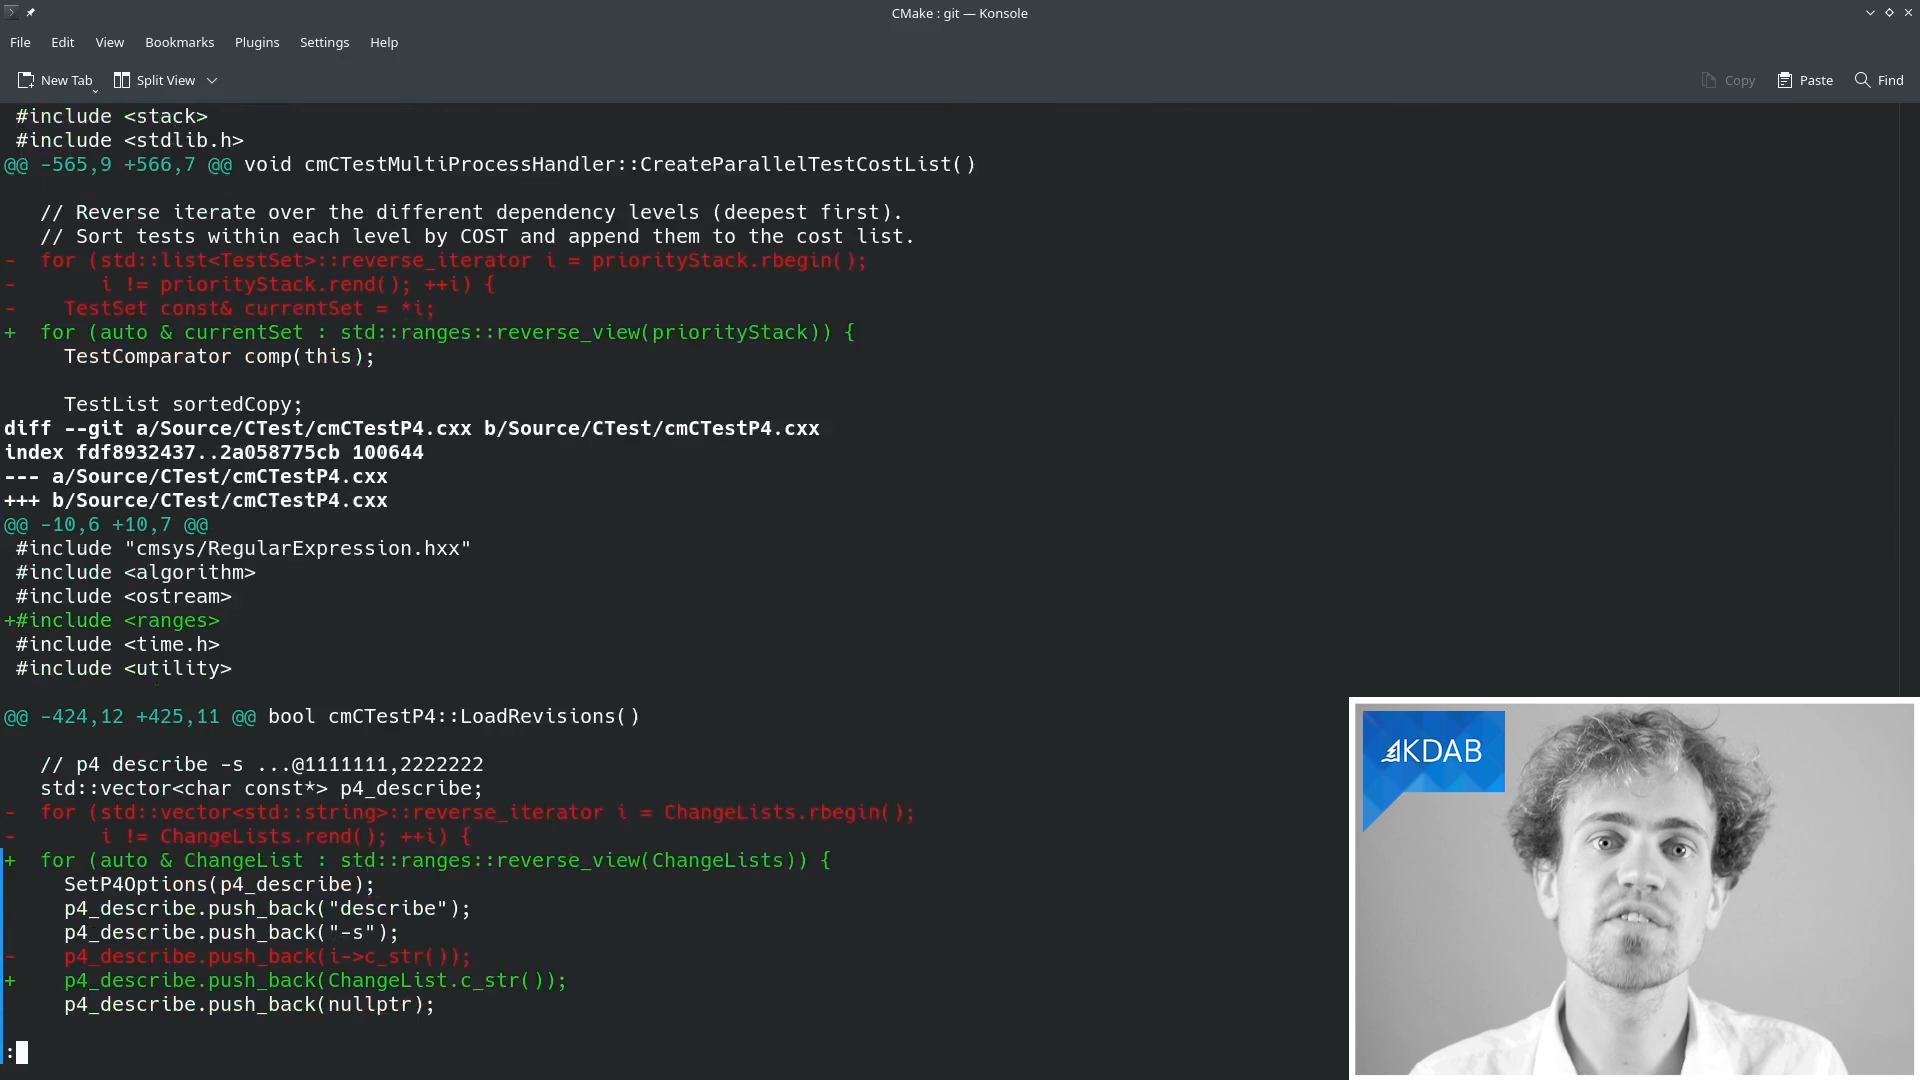 CMake : git — Konsole
File Edit View Bookmarks Plugins Settings Help
New Tab Split View Copy Paste Find
 #include <stack>
 #include <stdlib.h>
@@ -565,9 +566,7 @@ void cmCTestMultiProcessHandler::CreateParallelTestCostList()
   // Reverse iterate over the different dependency levels (deepest first).
   // Sort tests within each level by COST and append them to the cost list.
-  for (std::list<TestSet>::reverse_iterator i = priorityStack.rbegin();
-       i != priorityStack.rend(); ++i) {
-    TestSet const& currentSet = *i;
+  for (auto & currentSet : std::ranges::reverse_view(priorityStack)) {
     TestComparator comp(this);
     TestList sortedCopy;
diff --git a/Source/CTest/cmCTestP4.cxx b/Source/CTest/cmCTestP4.cxx
index fdf8932437..2a058775cb 100644
--- a/Source/CTest/cmCTestP4.cxx
+++ b/Source/CTest/cmCTestP4.cxx
@@ -10,6 +10,7 @@
 #include "cmsys/RegularExpression.hxx"
 #include <algorithm>
 #include <ostream>
+#include <ranges>
 #include <time.h>
 #include <utility>
@@ -424,12 +425,11 @@ bool cmCTestP4::LoadRevisions()
   // p4 describe -s ...@1111111,2222222
   std::vector<char const*> p4_describe;
-  for (std::vector<std::string>::reverse_iterator i = ChangeLists.rbegin();
-       i != ChangeLists.rend(); ++i) {
+  for (auto & ChangeList : std::ranges::reverse_view(ChangeLists)) {
     SetP4Options(p4_describe);
     p4_describe.push_back("describe");
     p4_describe.push_back("-s");
-    p4_describe.push_back(i->c_str());
+    p4_describe.push_back(ChangeList.c_str());
     p4_describe.push_back(nullptr);
:
KDAB